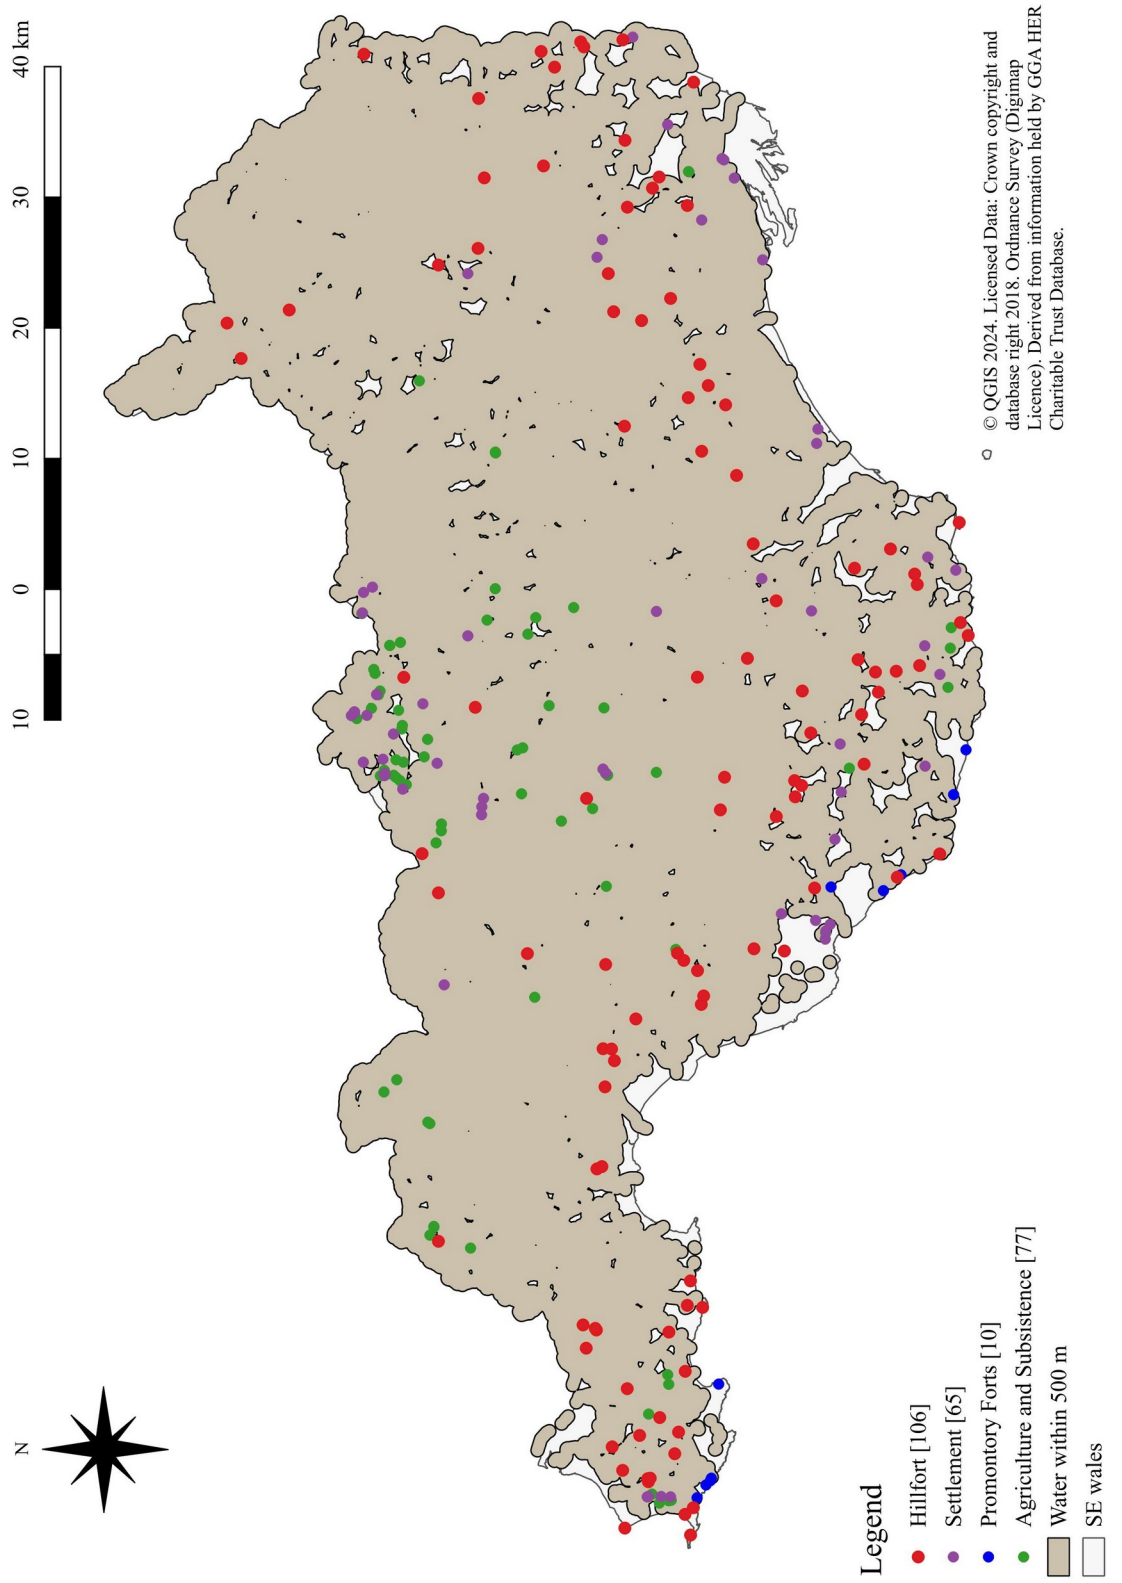 N
10 0 10 20 30 40 km
Legend
Hillfort [106]
Settlement [65]
Promontory Forts [10]
Agriculture and Subsistence [77]
Water within 500 m
SE wales
© QGIS 2024. Licensed Data: Crown copyright and
database right 2018. Ordnance Survey (Digimap
Licence). Derived from information held by GGA HER
Charitable Trust Database.